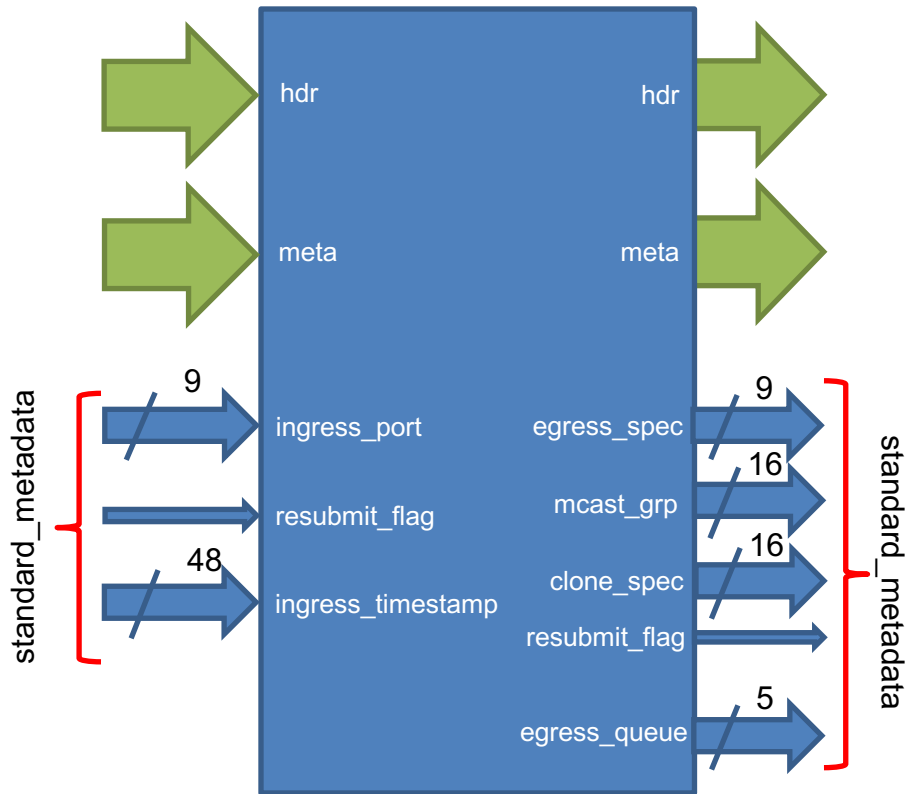 hdr
hdr
meta
meta
standard_metadata
9
ingress_port
resubmit_flag
48
ingress_timestamp
9
egress_spec
16
mcast_grp
16
clone_spec
resubmit_flag
5
egress_queue
standard_metadata